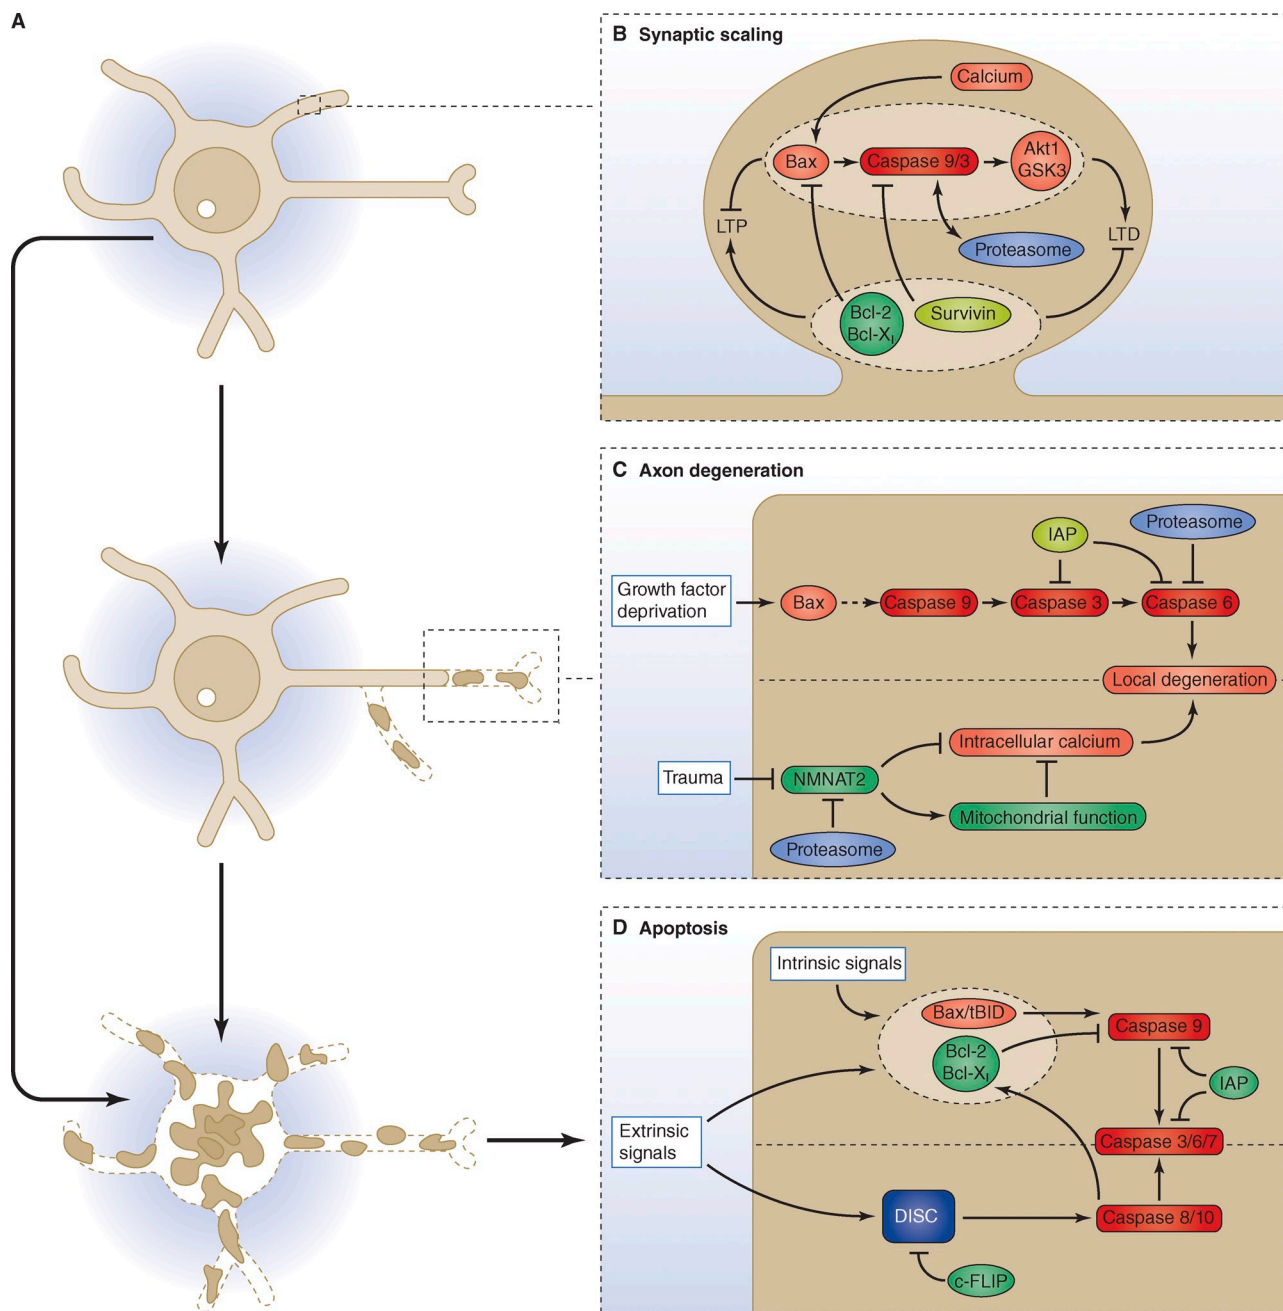 A
B Synaptic scaling
Calcium
Bax
Caspase 9/3
Akt1
GSK3
LTP
LTD
Proteasome
Bcl-2
Bcl-Xl
Survivin
C Axon degeneration
Proteasome
IAP
Growth factor
deprivation
Bax
Caspase 9
Caspase 3
Caspase 6
Local degeneration
Intracellular calcium
Trauma
NMNAT2
Mitochondrial function
Proteasome
D Apoptosis
Intrinsic signals
Bax/tBID
Caspase 9
Bcl-2
Bcl-Xl
IAP
Extrinsic
signals
Caspase 3/6/7
DISC
Caspase 8/10
c-FLIP